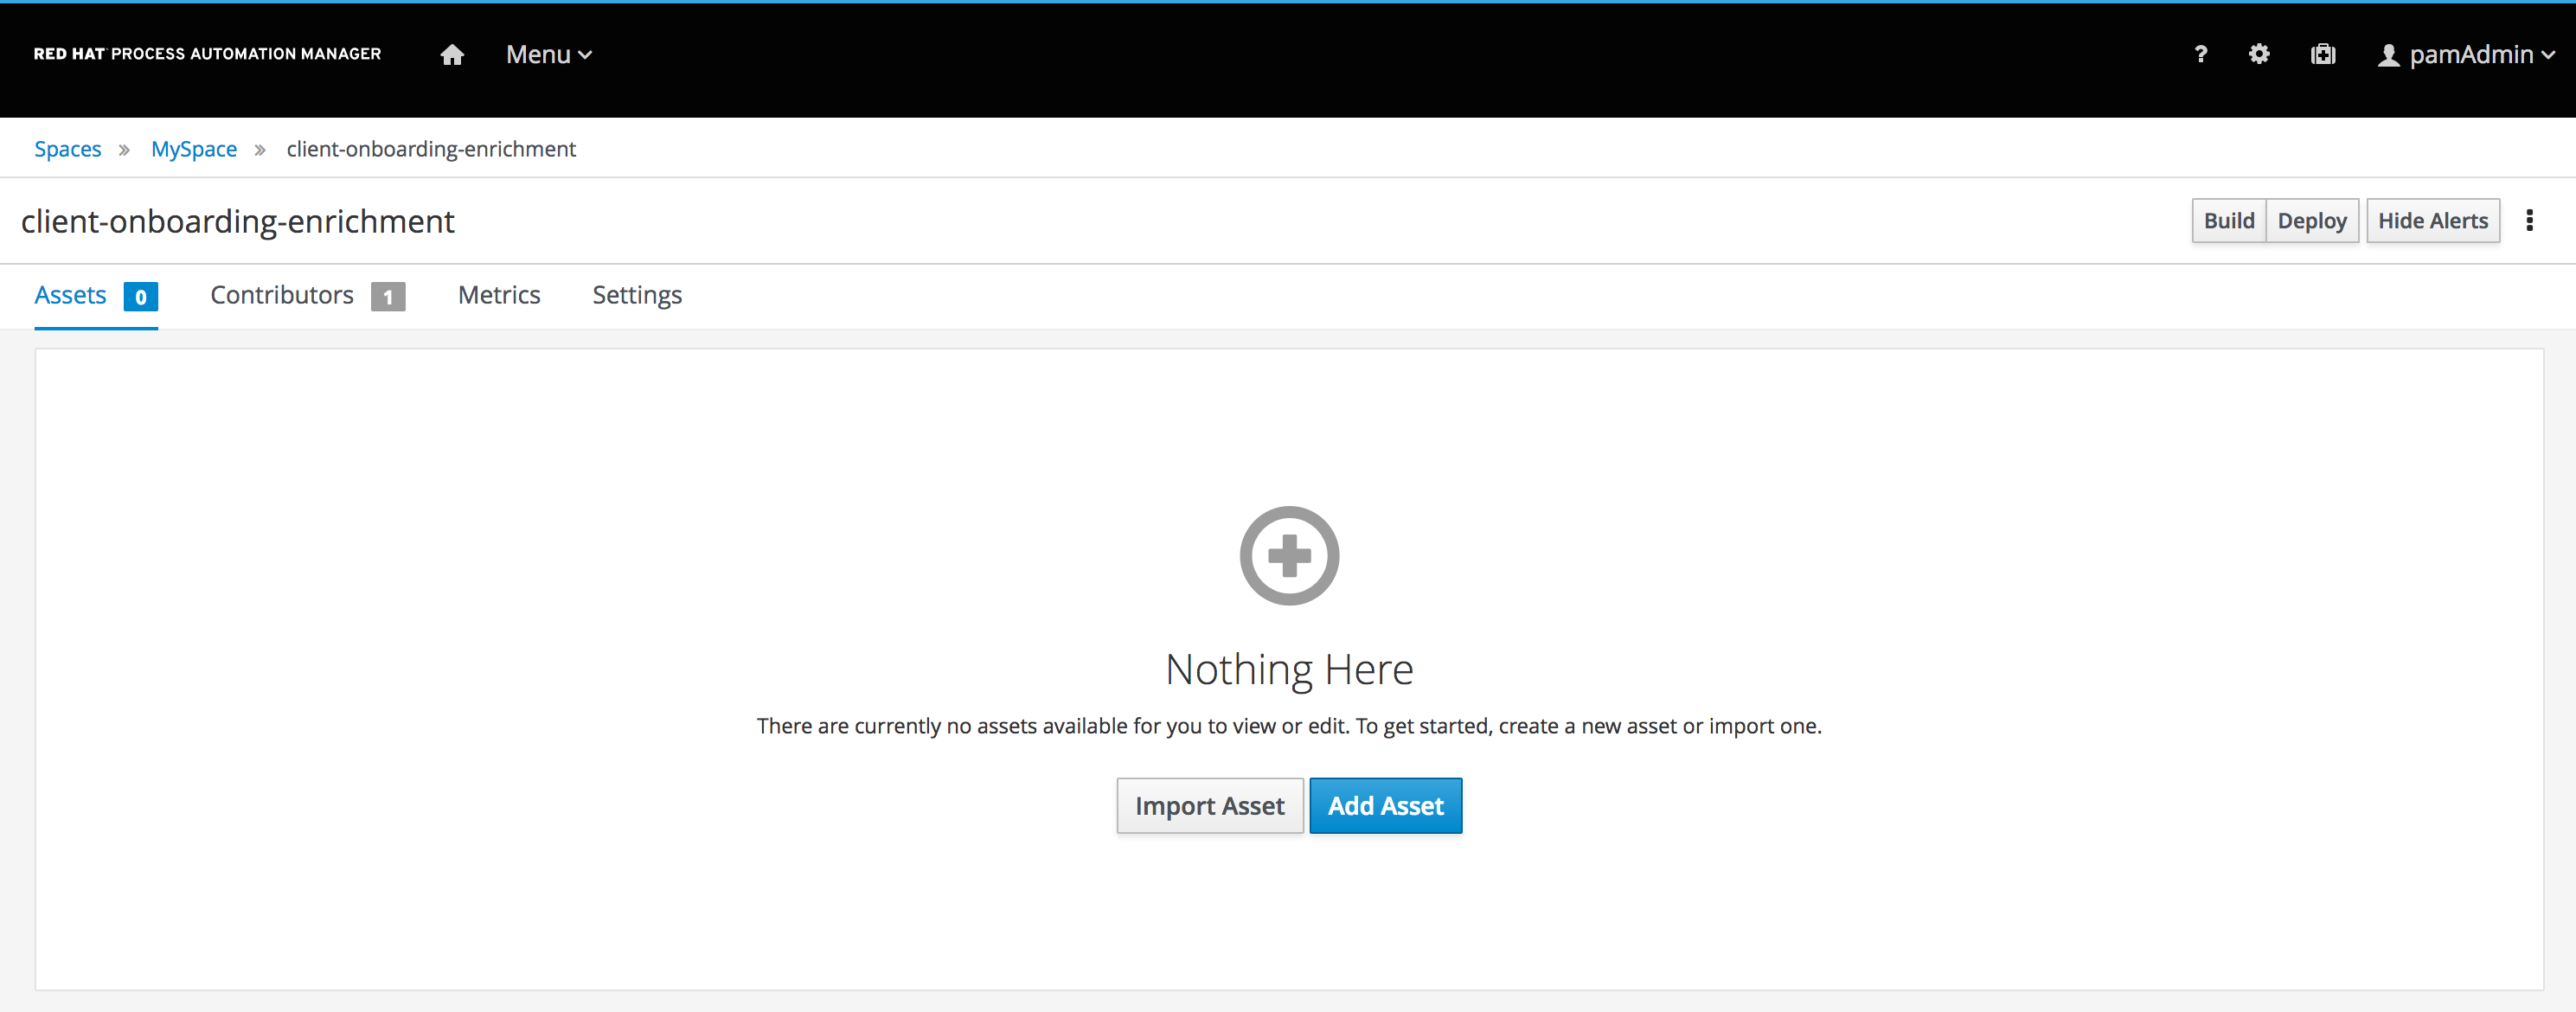 RED HAT PROCESS AUTOMATION MANAGER Menu ? pamAdmin
Spaces » MySpace » client-onboarding-enrichment
client-onboarding-enrichment Build Deploy Hide Alerts
Assets 0 Contributors 1 Metrics Settings
Nothing Here
There are currently no assets available for you to view or edit. To get started, create a new asset or import one.
Import Asset Add Asset